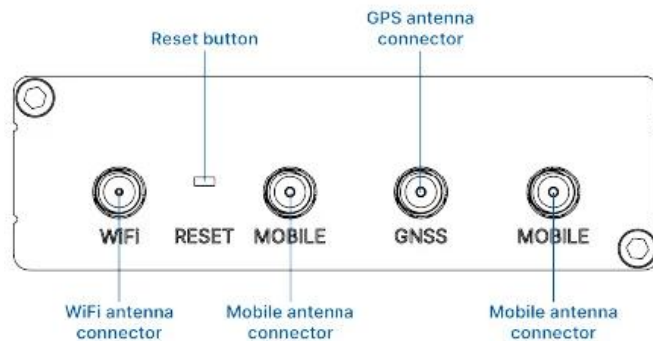 GPS antenna
connector
Reset button
WiFi RESET MOBILE GNSS MOBILE
WiFi antenna
connector
Mobile antenna
connector
Mobile antenna
connector